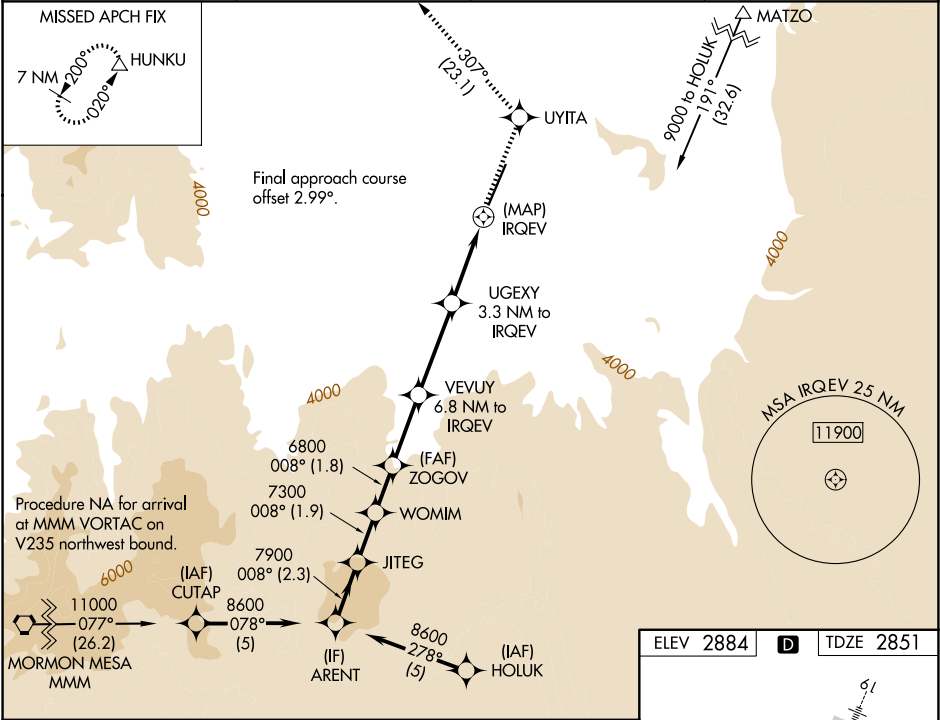 MISSED APCH FIX
HUNKU
7 NM
200°
020°
307°
(23.1)
MATZO
9000 to HOLUK
191°
(32.6)
UYITA
4000
Final approach course
offset 2.99°.
(MAP)
IRQEV
4000
UGEXY
3.3 NM to
IRQEV
4000
4000
VEVUY
6.8 NM to
IRQEV
MSA IRQEV 25 NM
11900
6800
008° (1.8)
(FAF)
ZOGOV
7300
008° (1.9)
WOMIM
Procedure NA for arrival
at MMM VORTAC on
V235 northwest bound.
7900
008° (2.3)
JITEG
6000
(IAF)
CUTAP
11000
077°
(26.2)
8600
078°
(5)
MORMON MESA
MMM
(IF)
ARENT
8600
278°
(5)
(IAF)
HOLUK
ELEV 2884
D
TDZE 2851
19